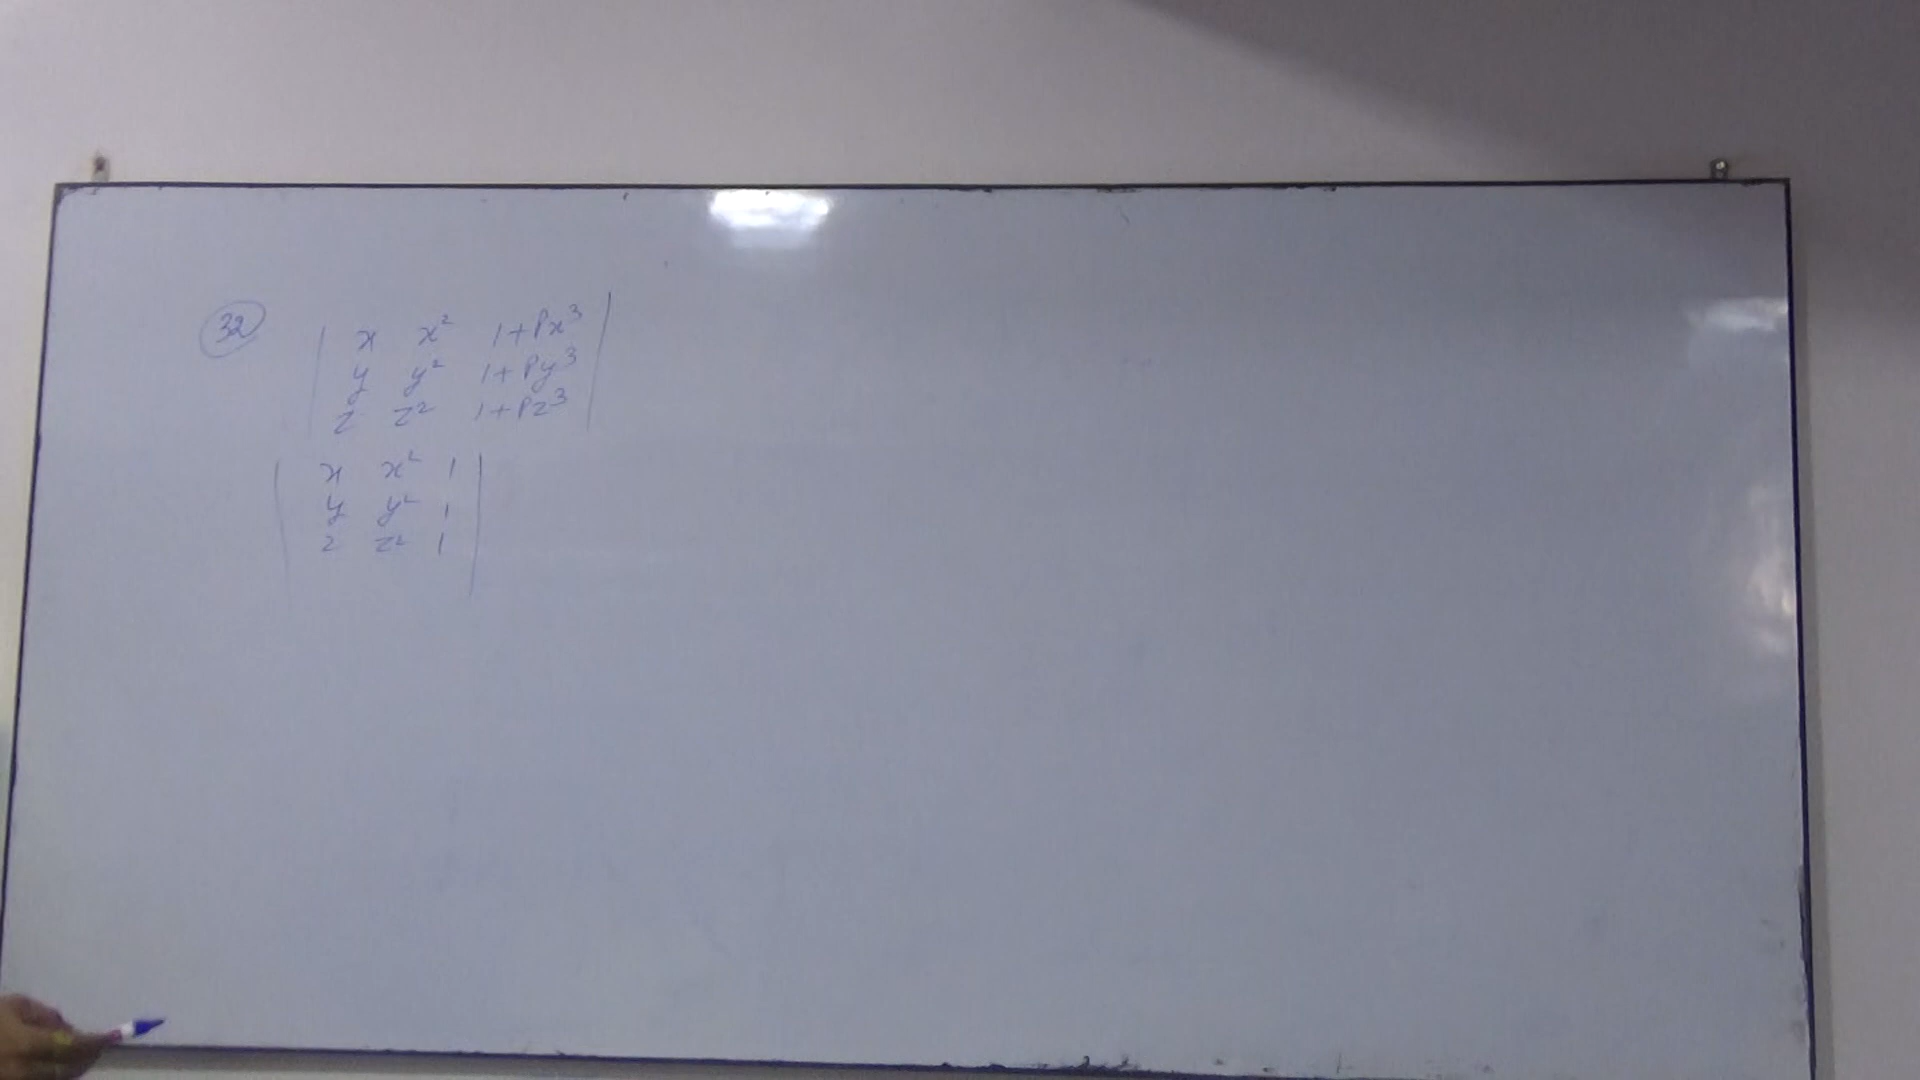 32 | x x² 1+Px³ |
| y y² 1+Py³ |
| z z² 1+Pz³ |
| x x² 1 |
| y y² 1 |
| z z² 1 |